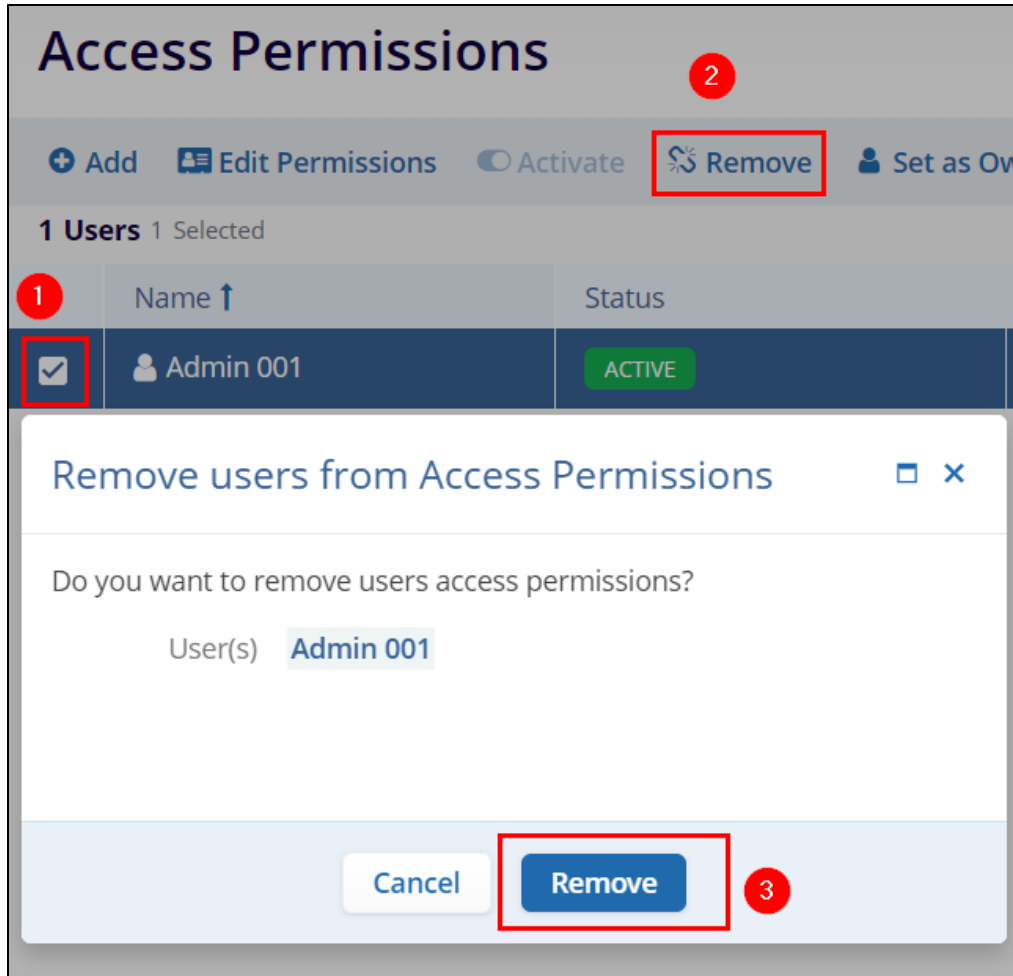 Access Permissions
2
Add Edit Permissions Activate Remove Set as Ow
1 Users 1 Selected
1 Name Status
Admin 001 ACTIVE
Remove users from Access Permissions
Do you want to remove users access permissions?
User(s) Admin 001
Cancel Remove 3